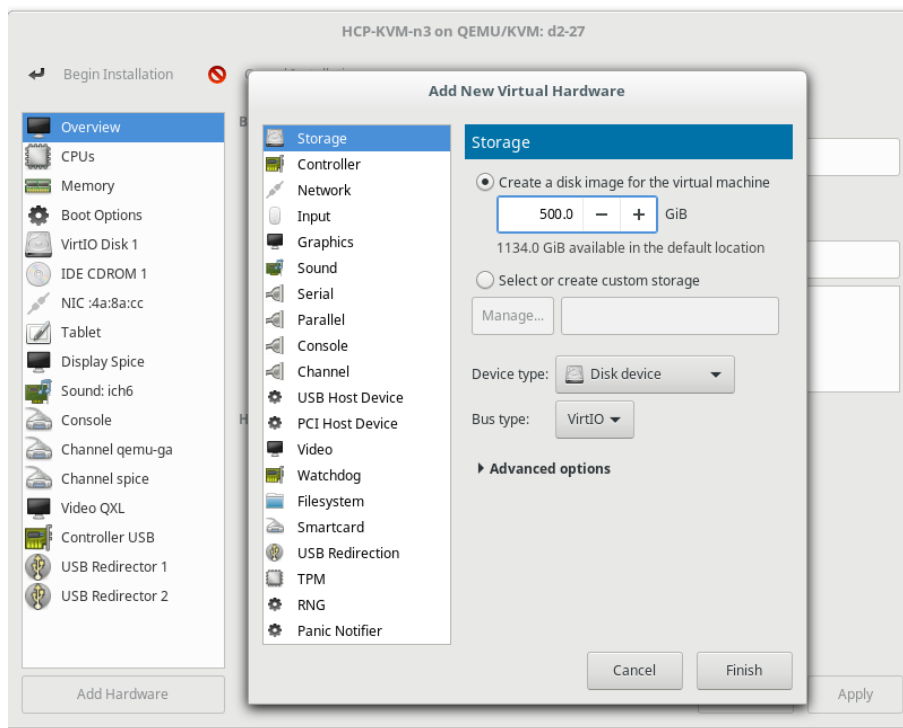 HCP-KVM-n3 on QEMU/KVM: d2-27
Begin Installation
Add New Virtual Hardware
Overview
CPUs
Memory
Boot Options
VirtIO Disk 1
IDE CDROM 1
NIC :4a:8a:cc
Tablet
Display Spice
Sound: ich6
Console
Channel qemu-ga
Channel spice
Video QXL
Controller USB
USB Redirector 1
USB Redirector 2
Add Hardware
B
H
Storage
Controller
Network
Input
Graphics
Sound
Serial
Parallel
Console
Channel
USB Host Device
PCI Host Device
Video
Watchdog
Filesystem
Smartcard
USB Redirection
TPM
RNG
Panic Notifier
Storage
Create a disk image for the virtual machine
500.0 − + GiB
1134.0 GiB available in the default location
Select or create custom storage
Manage...
Device type: Disk device
Bus type: VirtIO
Advanced options
Cancel Finish
Apply